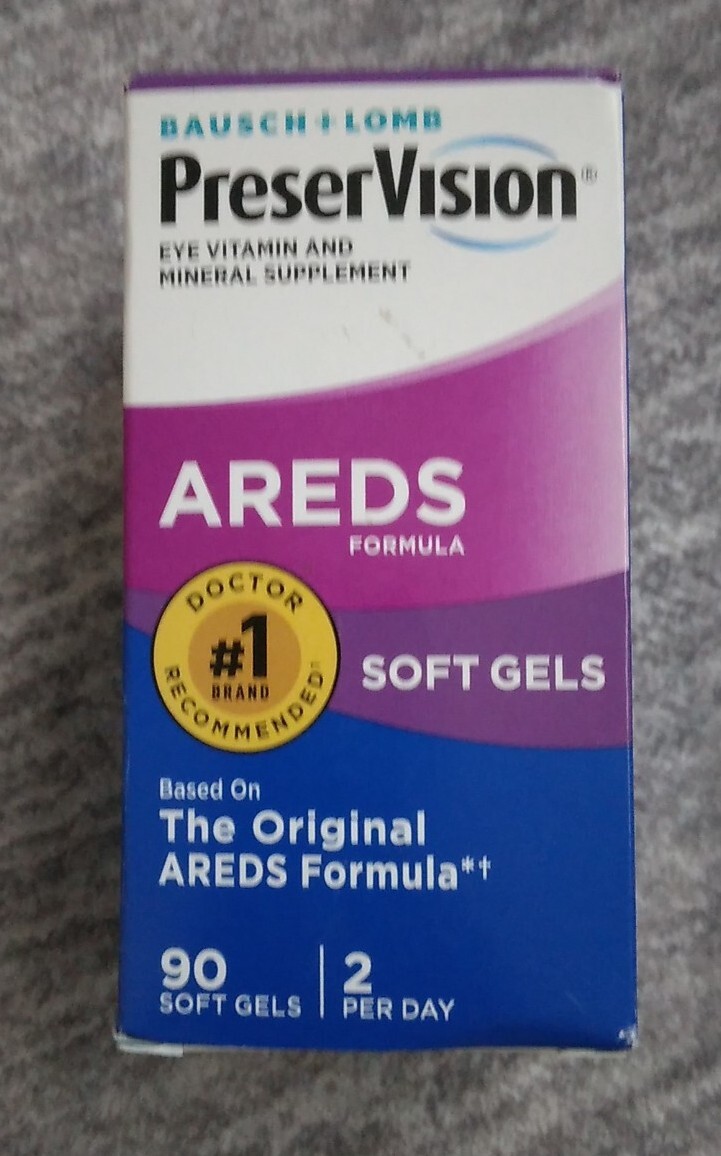 BAUSCH + LOMB
PreserVision®
EYE VITAMIN AND
MINERAL SUPPLEMENT
AREDS
FORMULA
DOCTOR
#1
BRAND
RECOMMENDED¹
SOFT GELS
Based On
The Original
AREDS Formula*†
90
SOFT GELS
2
PER DAY